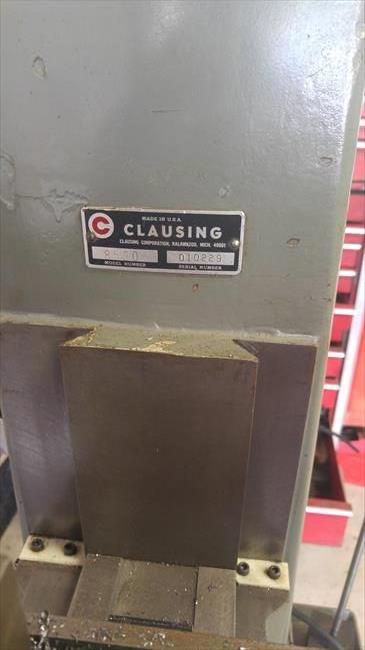 MADE IN U.S.A.
C CLAUSING
CLAUSING CORPORATION, KALAMAZOO, MICH. 49001
010229
MODEL NUMBER SERIAL NUMBER